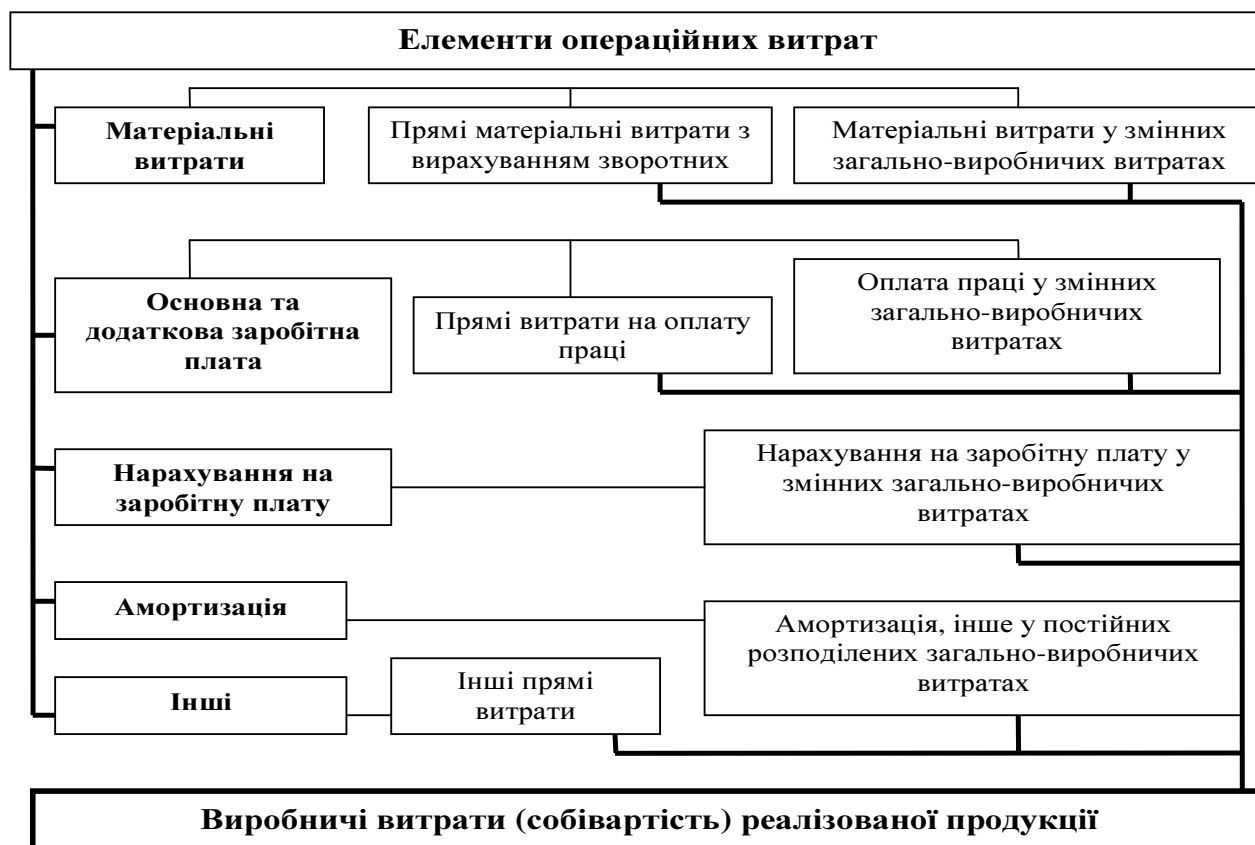 Елементи операційних витрат
Матеріальні
витрати
Прямі матеріальні витрати з
вирахуванням зворотних
Матеріальні витрати у змінних
загально-виробничих витратах
Основна та
додаткова заробітна
плата
Прямі витрати на оплату
праці
Оплата праці у змінних
загально-виробничих
витратах
Нарахування на
заробітну плату
Нарахування на заробітну плату у
змінних загально-виробничих
витратах
Амортизація
Амортизація, інше у постійних
розподілених загально-виробничих
витратах
Інші
Інші прямі
витрати
Виробничі витрати (собівартість) реалізованої продукції